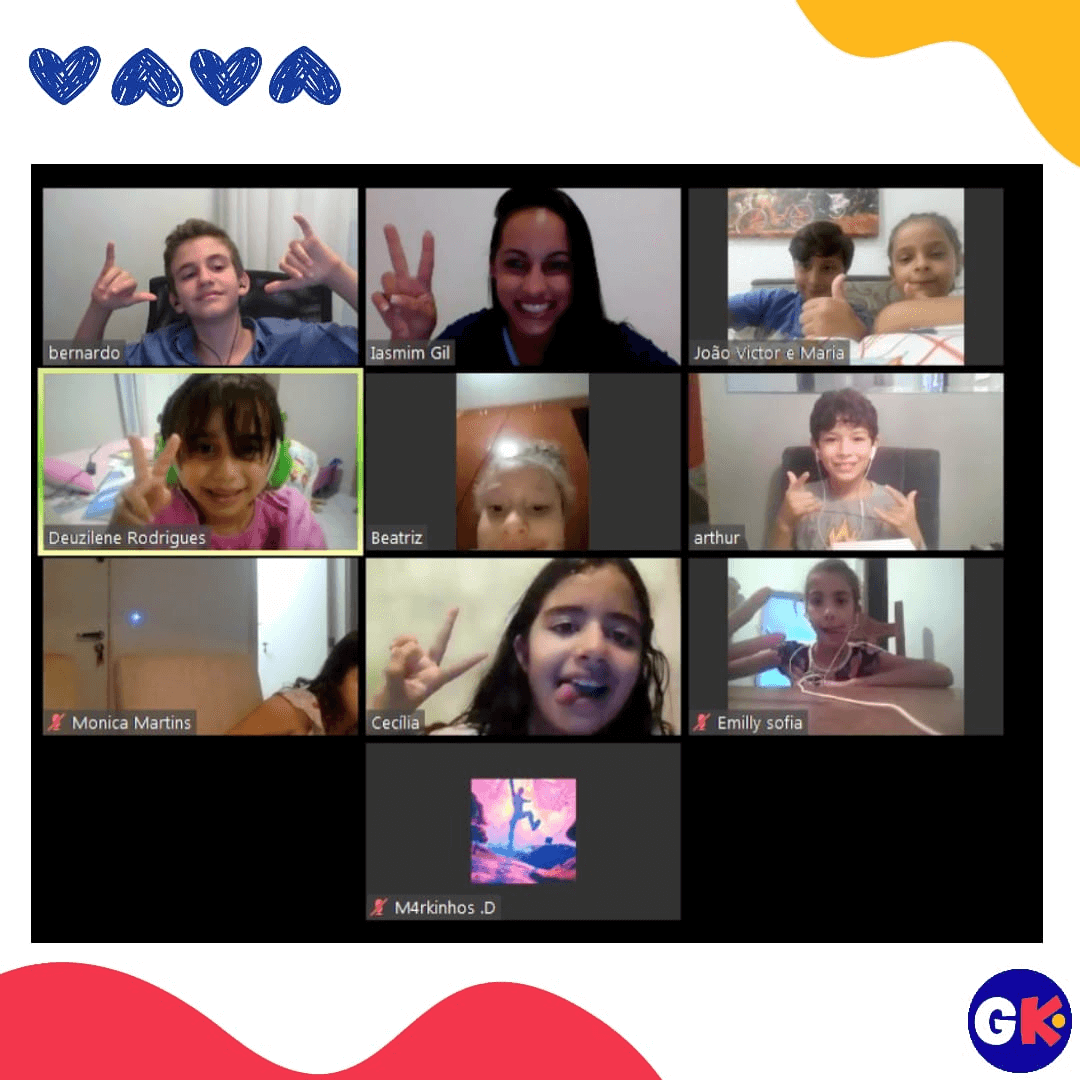 bernardo
Iasmim Gil
João Victor e Maria
Deuzilene Rodrigues
Beatriz
arthur
Monica Martins
Cecília
Emilly sofia
M4rkinhos .D
GK